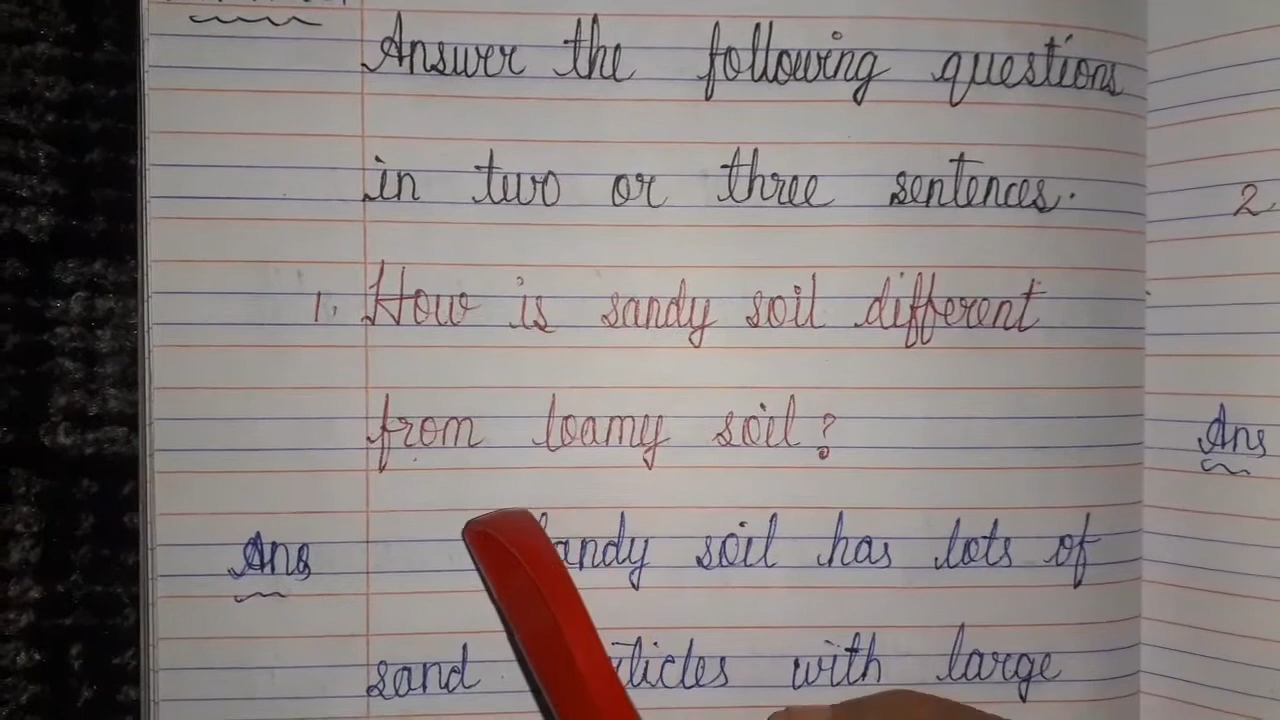 Answer the following questions
in two or three sentences.
1. How is sandy soil different
from loamy soil?
Ans andy soil has lots of
sand ticles with large
2.
Ans